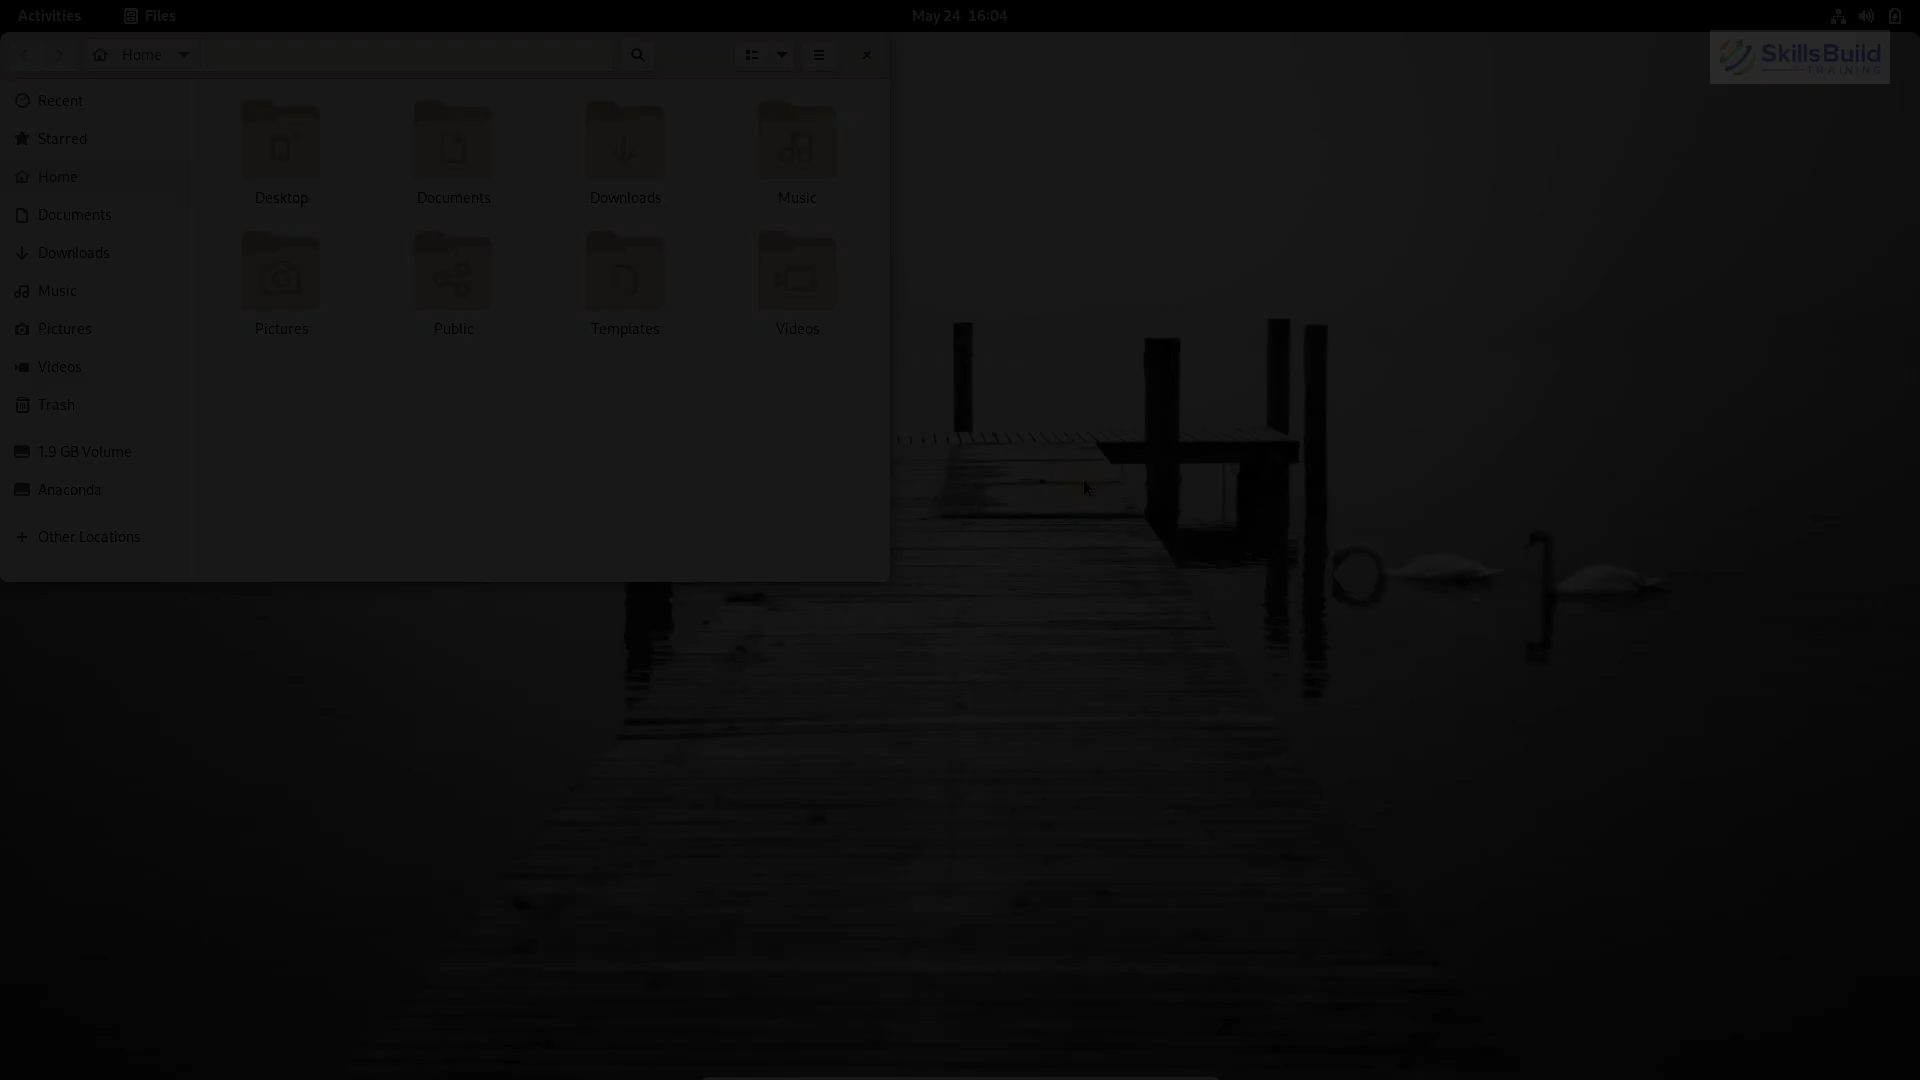 Activities
Files
May 24 16:04
Home
SkillsBuild
TRAINING
Recent
Starred
Home
Documents
Downloads
Music
Pictures
Videos
Trash
1.9 GB Volume
Anaconda
Other Locations
Desktop
Documents
Downloads
Music
Pictures
Public
Templates
Videos